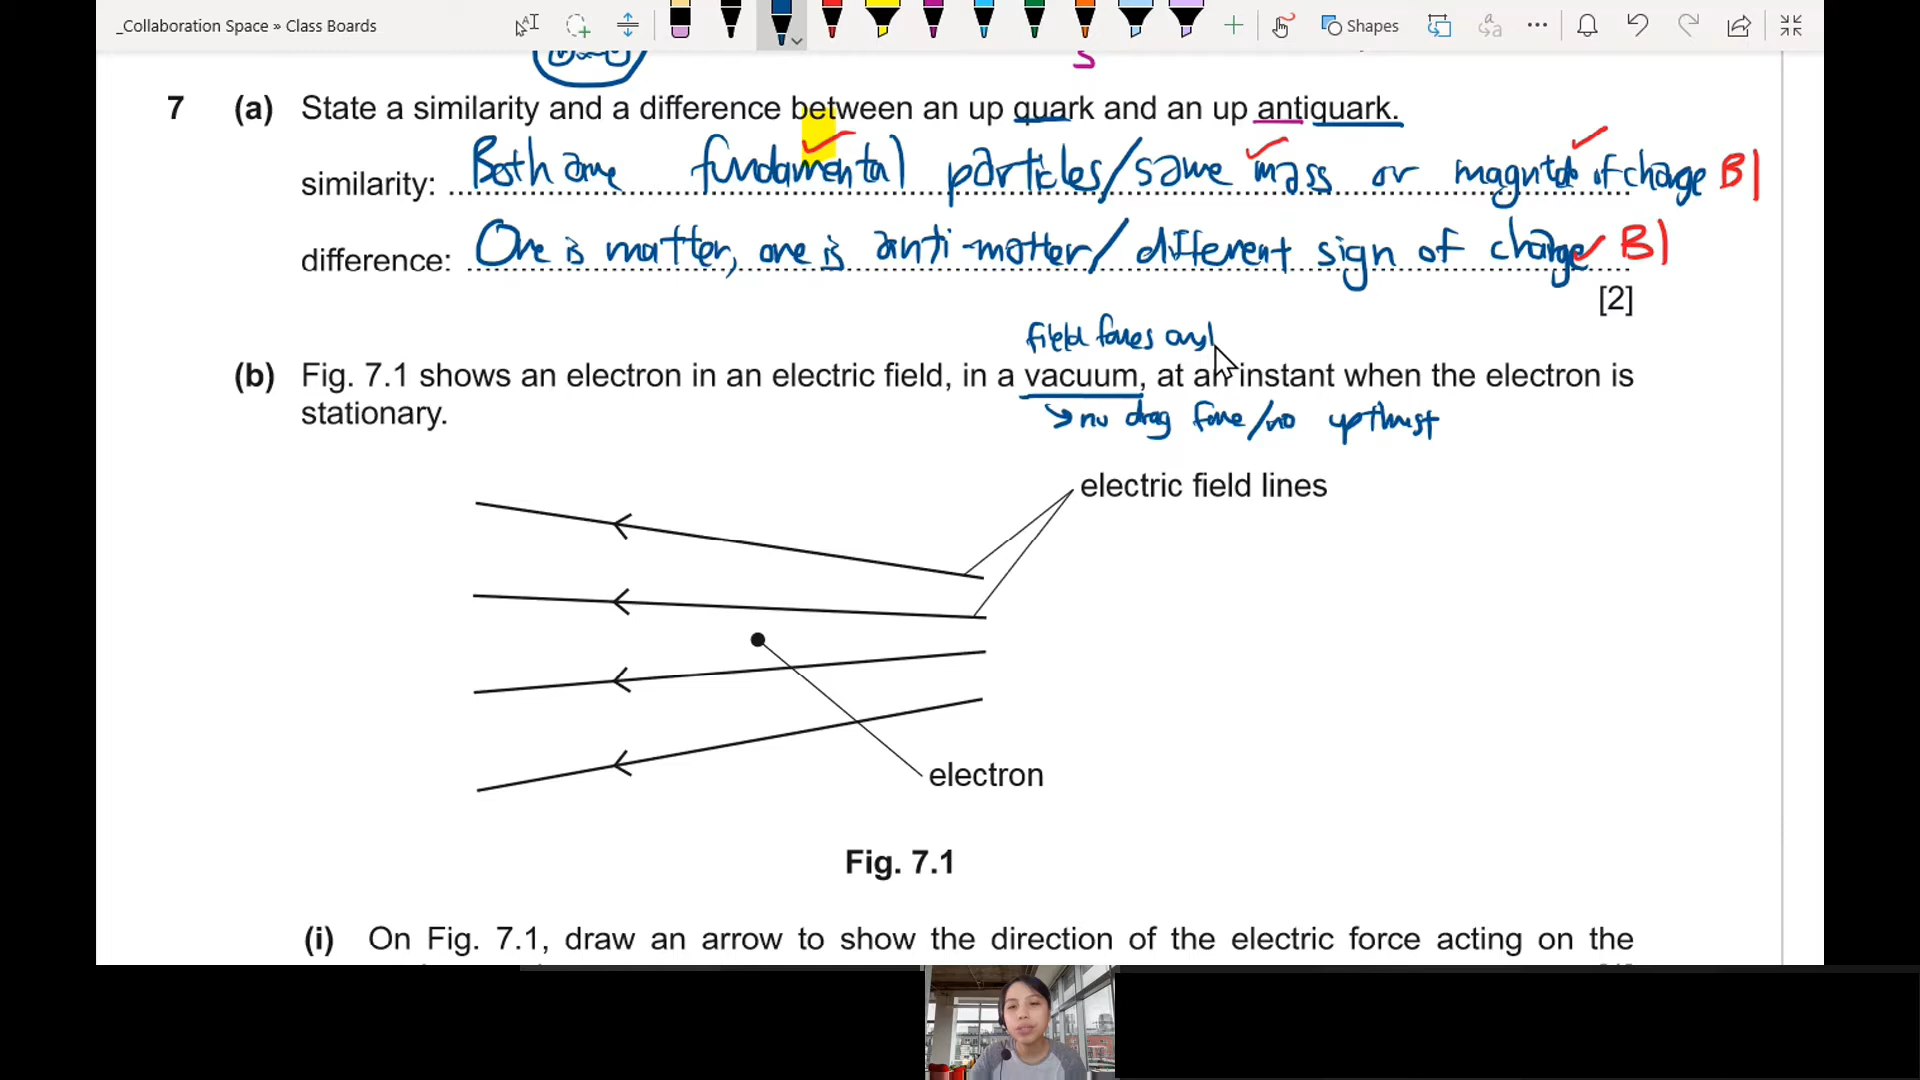 _Collaboration Space » Class Boards
Shapes
7 (a) State a similarity and a difference between an up quark and an up antiquark.
similarity: Both are fundamental particles/same mass or magnitude of charge B1
difference: One is matter, one is anti-matter/different sign of charge B1
[2]
field forces onl
(b) Fig. 7.1 shows an electron in an electric field, in a vacuum, at an instant when the electron is
stationary.
→ no drag force/no upthrust
electric field lines
electron
Fig. 7.1
(i) On Fig. 7.1, draw an arrow to show the direction of the electric force acting on the